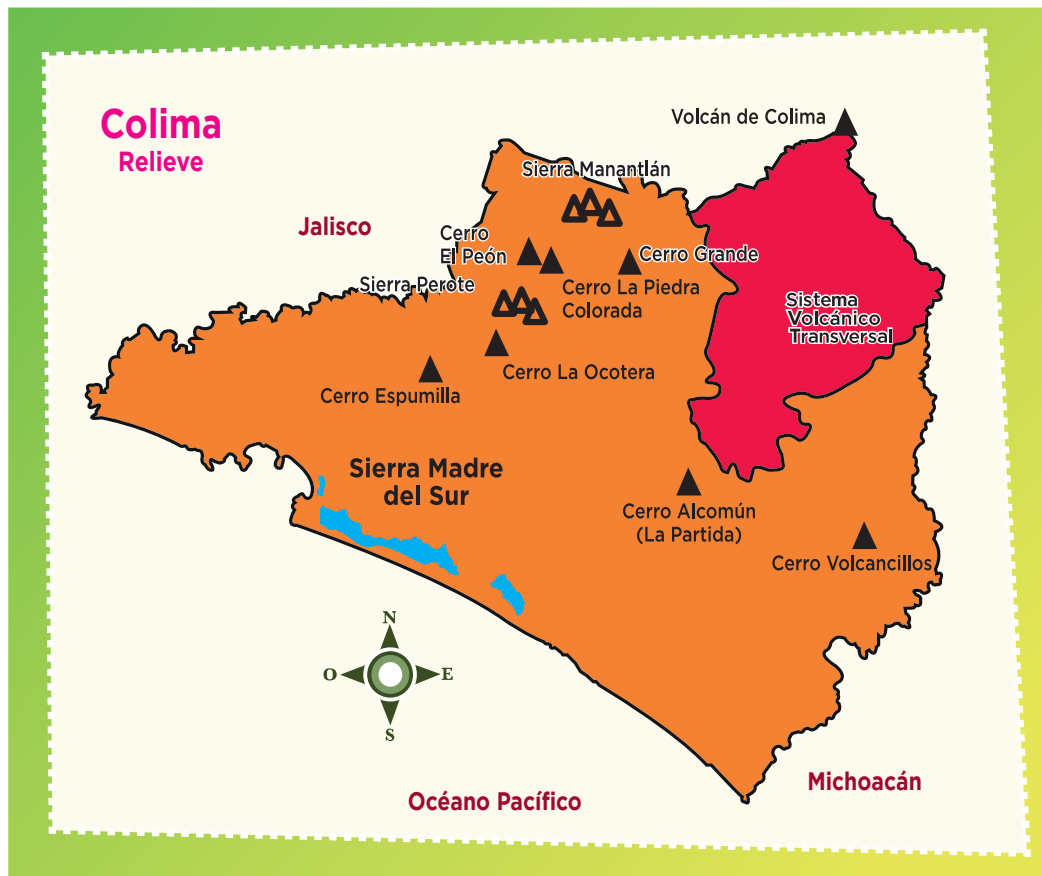 Colima
Relieve
Volcán de Colima
Sierra Manantlán
Jalisco
Cerro
El Peón
Cerro Grande
Sierra Perote
Cerro La Piedra
Colorada
Sistema
Volcánico
Transversal
Cerro La Ocotera
Cerro Espumilla
Sierra Madre
del Sur
Cerro Alcomún
(La Partida)
Cerro Volcancillos
N
O
E
S
Michoacán
Océano Pacífico